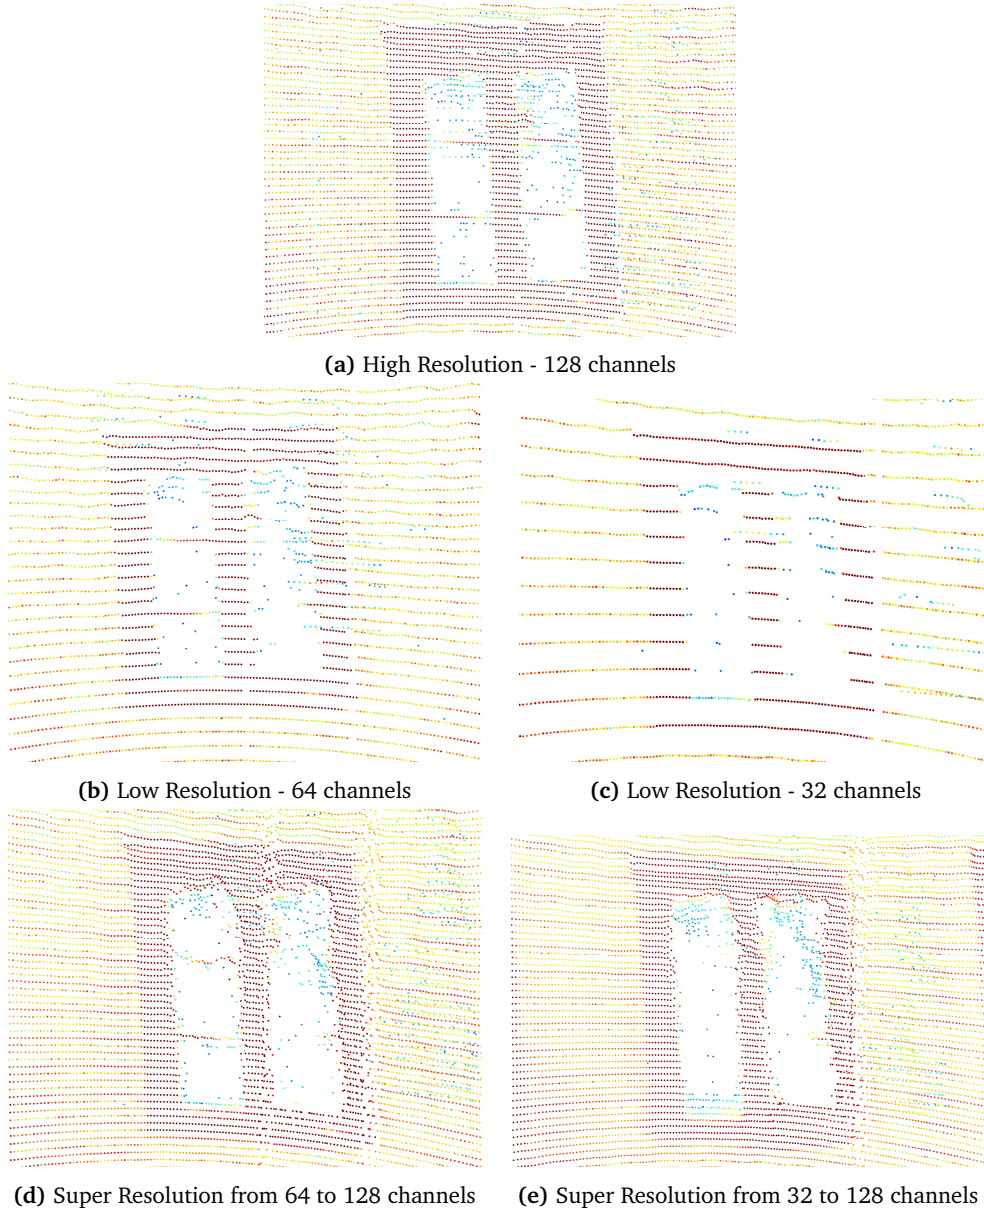 (a) High Resolution - 128 channels
(b) Low Resolution - 64 channels
(c) Low Resolution - 32 channels
(d) Super Resolution from 64 to 128 channels
(e) Super Resolution from 32 to 128 channels